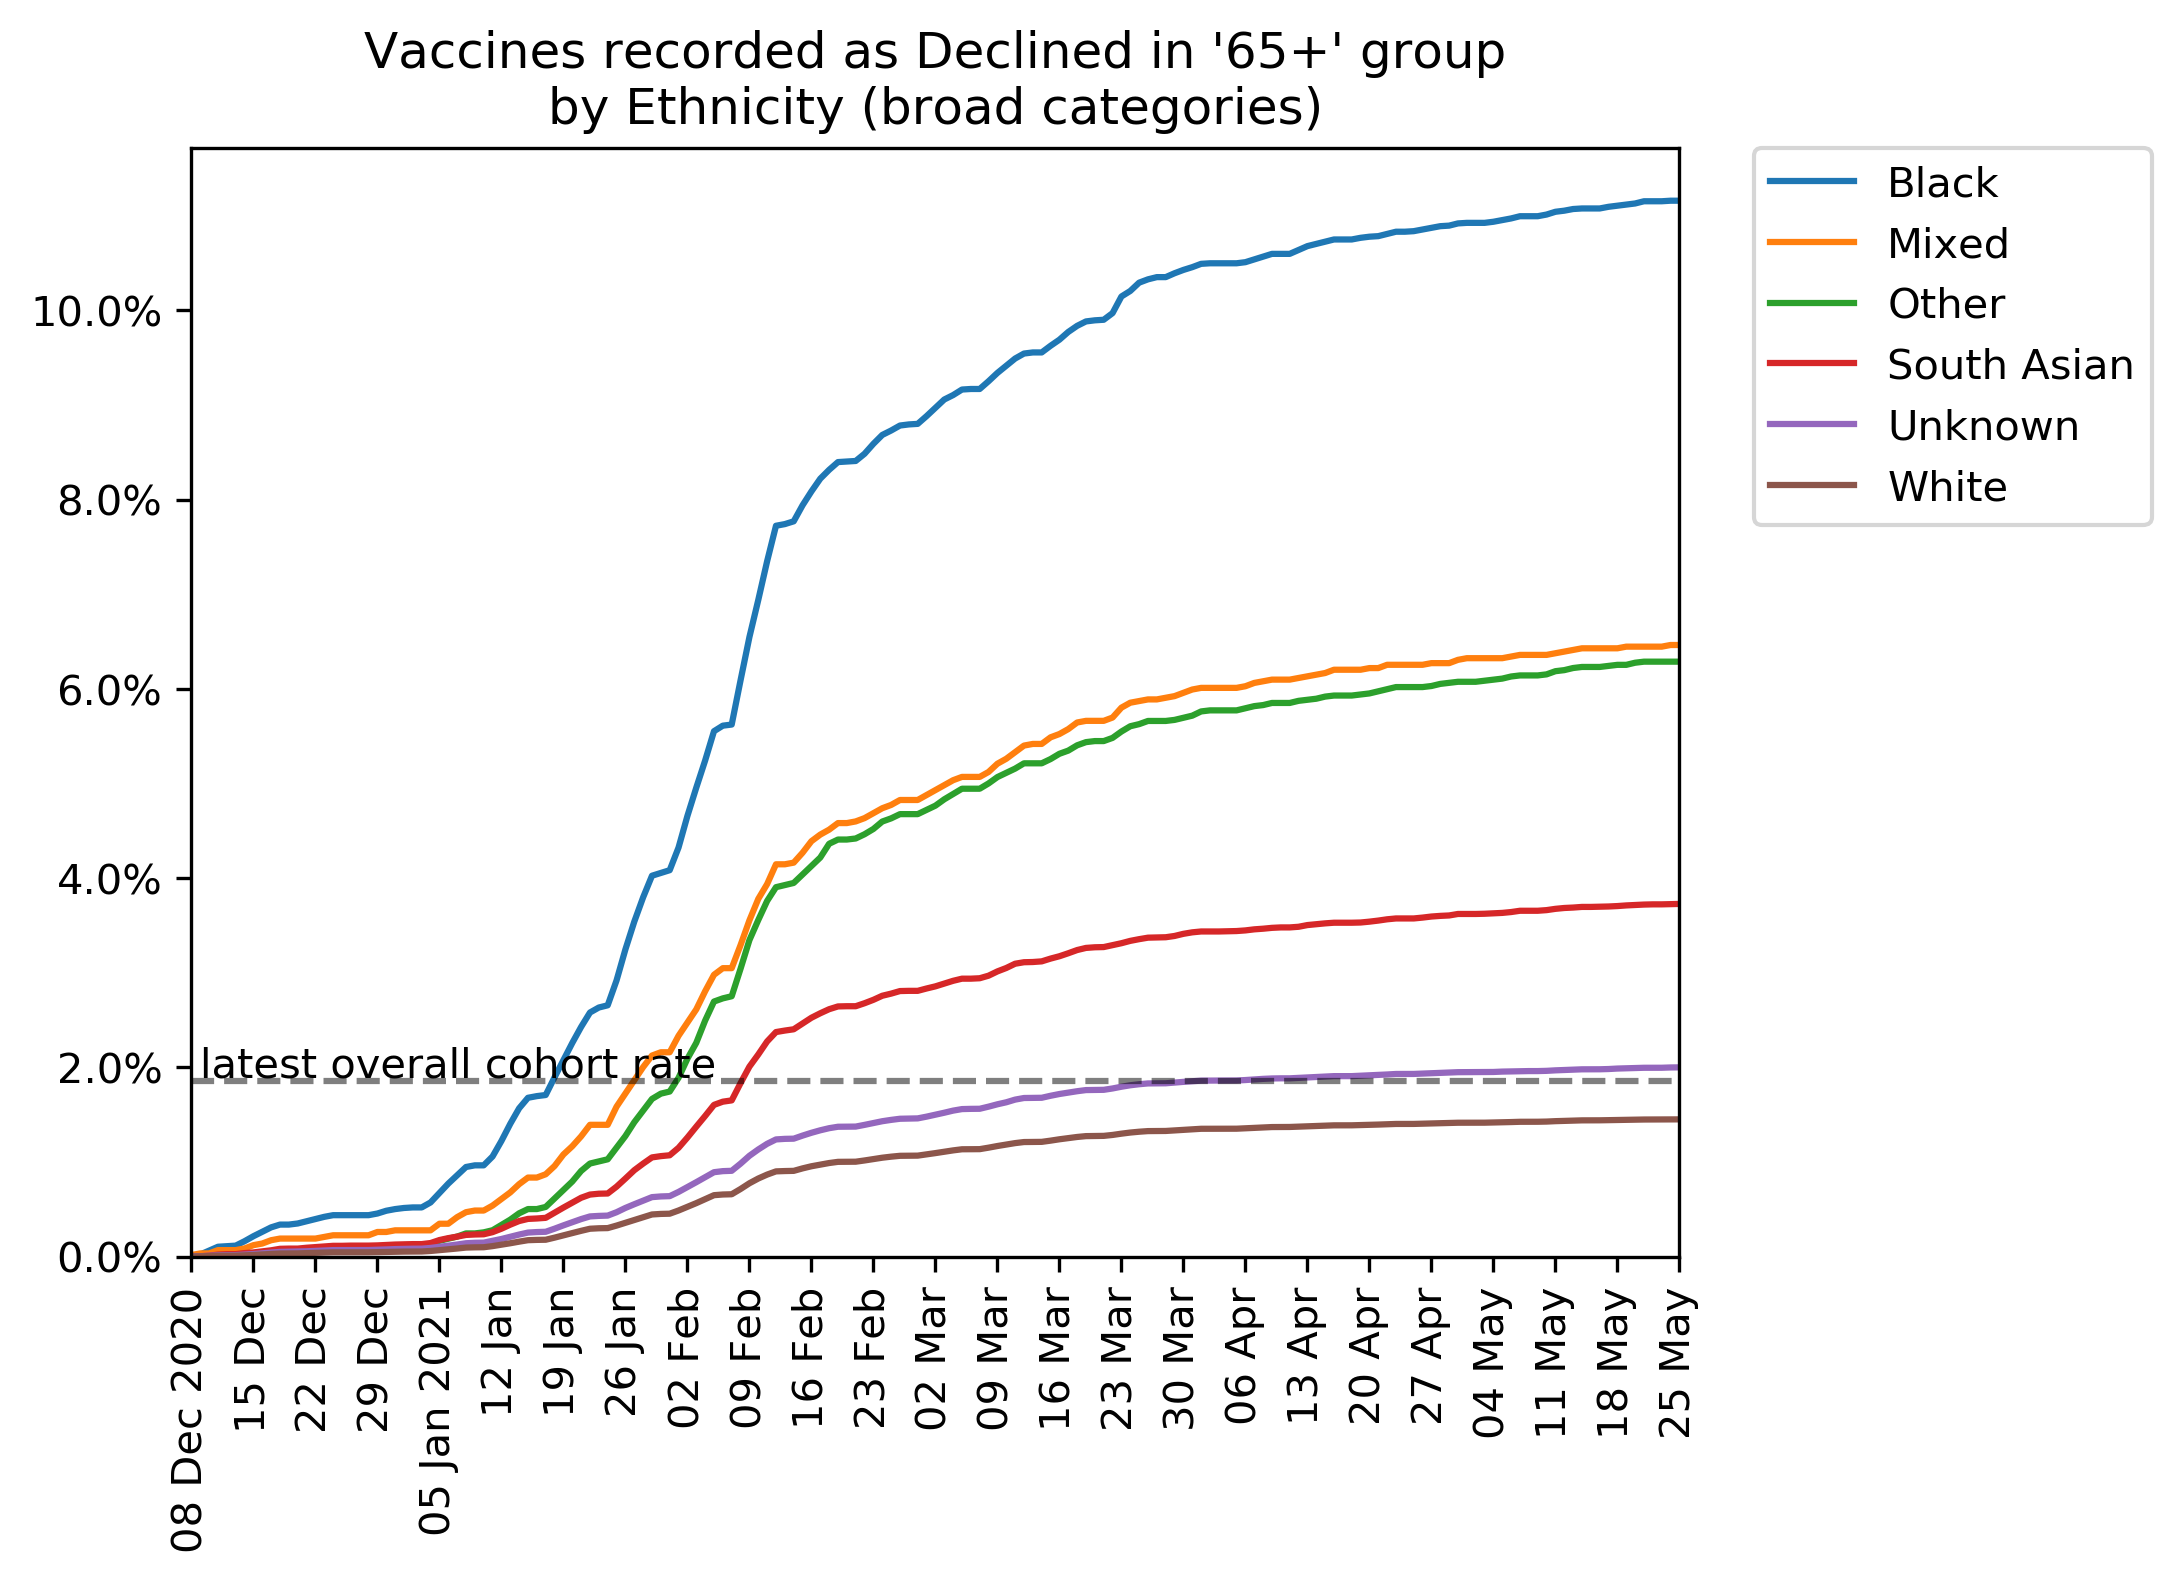 Vaccines recorded as Declined in '65+' group
by Ethnicity (broad categories)
Black
Mixed
Other
South Asian
Unknown
White
10.0%
8.0%
6.0%
4.0%
2.0%
0.0%
latest overall cohort rate
08 Dec 2020
15 Dec
22 Dec
29 Dec
05 Jan 2021
12 Jan
19 Jan
26 Jan
02 Feb
09 Feb
16 Feb
23 Feb
02 Mar
09 Mar
16 Mar
23 Mar
30 Mar
06 Apr
13 Apr
20 Apr
27 Apr
04 May
11 May
18 May
25 May